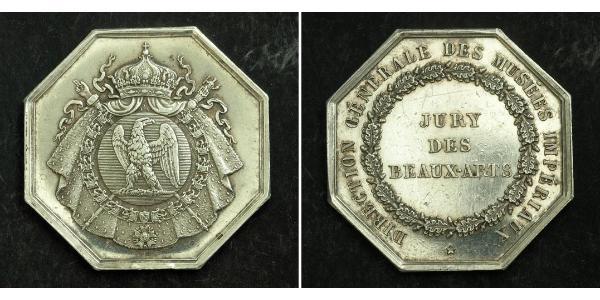 DIRECTION GÉNÉRALE DES MUSÉES IMPÉRIAUX
JURY
DES
BEAUX-ARTS